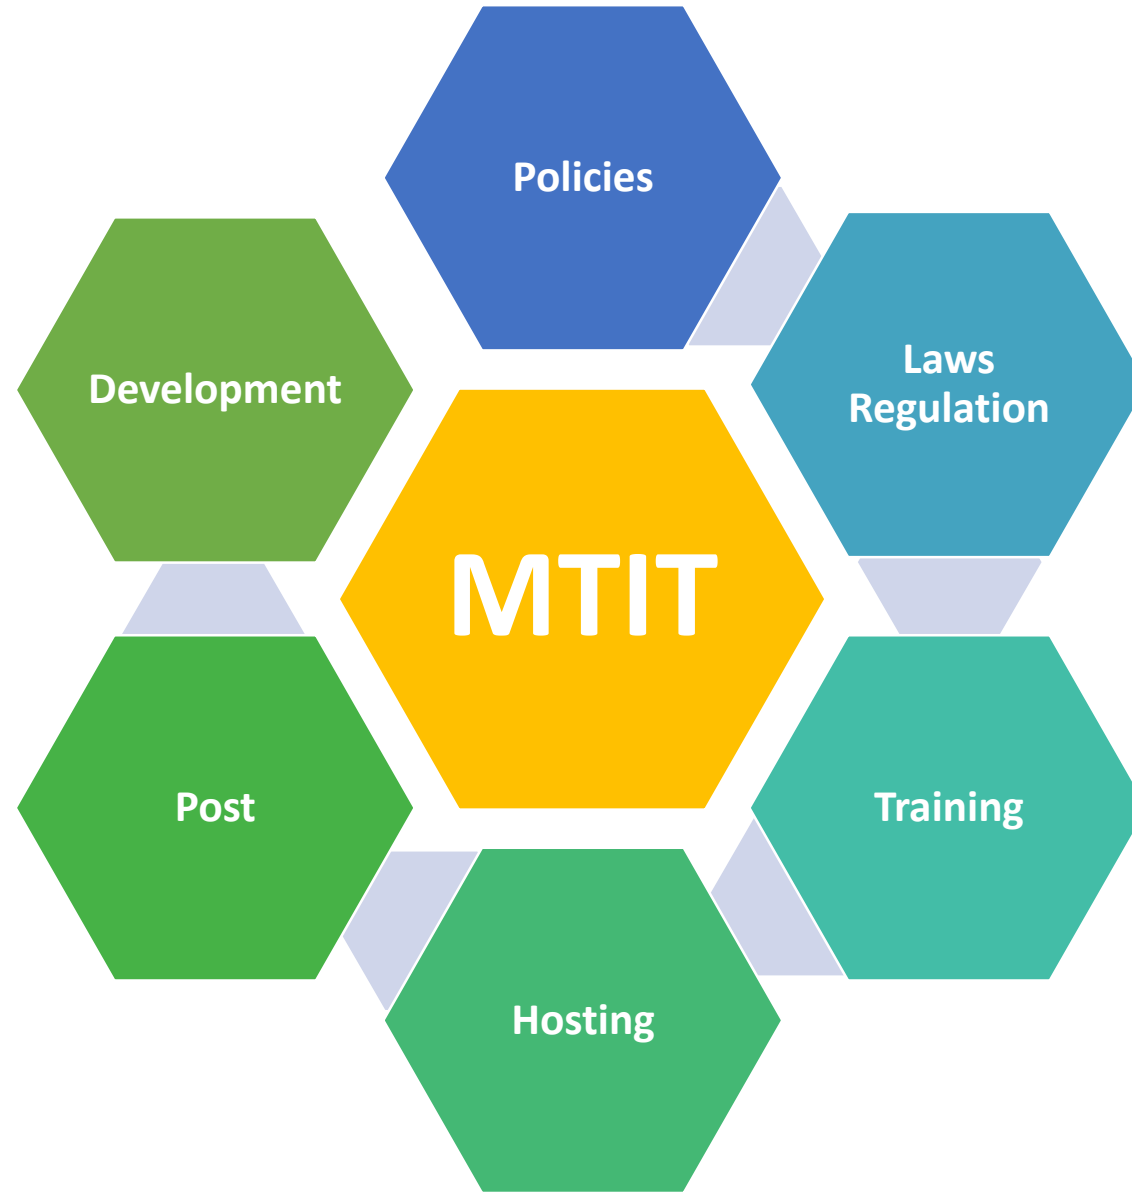 Policies
Laws
Regulation
Development
MTIT
Training
Post
Hosting